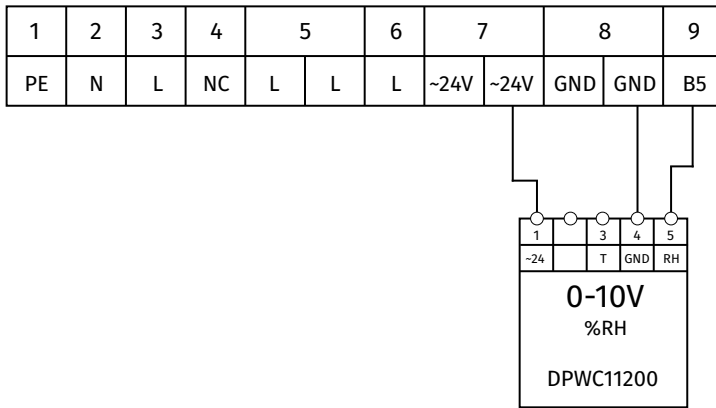 1 2 3 4 5 6 7 8 9
PE N L NC L L L ~24V ~24V GND GND B5
1 3 4 5
~24 T GND RH
0-10V
%RH
DPWC11200